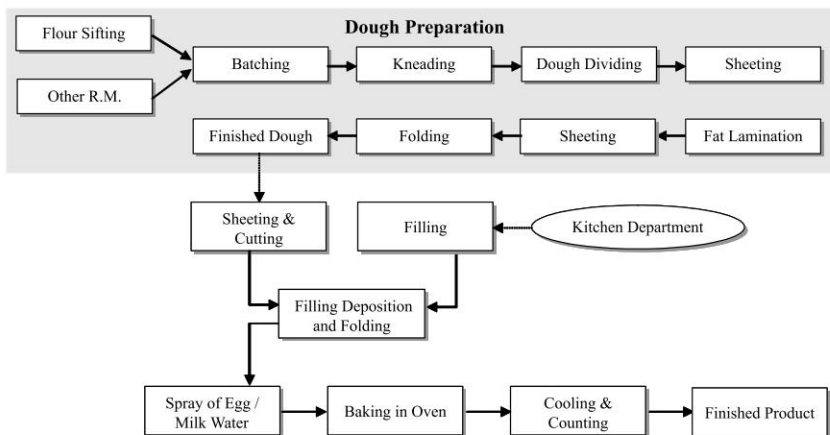 Dough Preparation
Flour Sifting
Other R.M.
Batching
Kneading
Dough Dividing
Sheeting
Finished Dough
Folding
Sheeting
Fat Lamination
Sheeting &
Cutting
Filling
Kitchen Department
Filling Deposition
and Folding
Spray of Egg /
Milk Water
Baking in Oven
Cooling &
Counting
Finished Product